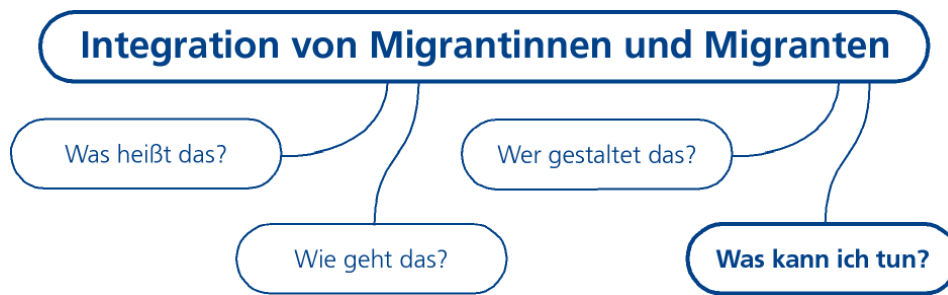 Integration von Migrantinnen und Migranten
Was heißt das?
Wer gestaltet das?
Wie geht das?
Was kann ich tun?